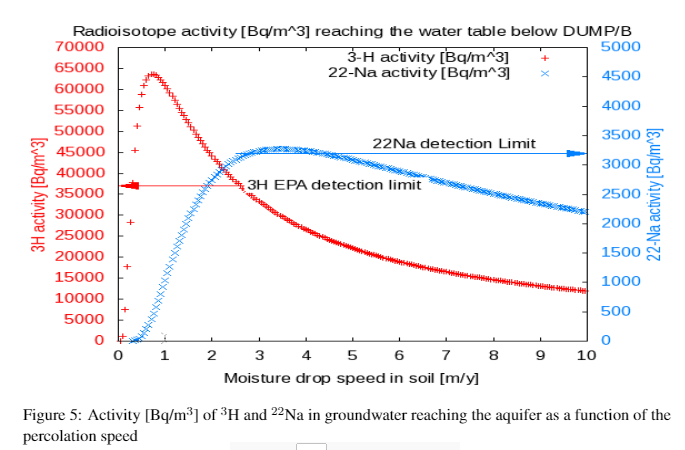 Radioisotope activity [Bq/m^3] reaching the water table below DUMP/B
70000
65000
60000
55000
50000
45000
40000
35000
30000
25000
20000
15000
10000
5000
0
3H activity [Bq/m^3]
3-H activity [Bq/m^3]
22-Na activity [Bq/m^3]
22Na detection Limit
3H EPA detection limit
5000
4500
4000
3500
3000
2500
2000
1500
1000
500
0
22-Na activity [Bq/m^3]
0 1 2 3 4 5 6 7 8 9 10
Moisture drop speed in soil [m/y]
Figure 5: Activity [Bq/m³] of ³H and ²²Na in groundwater reaching the aquifer as a function of the
percolation speed